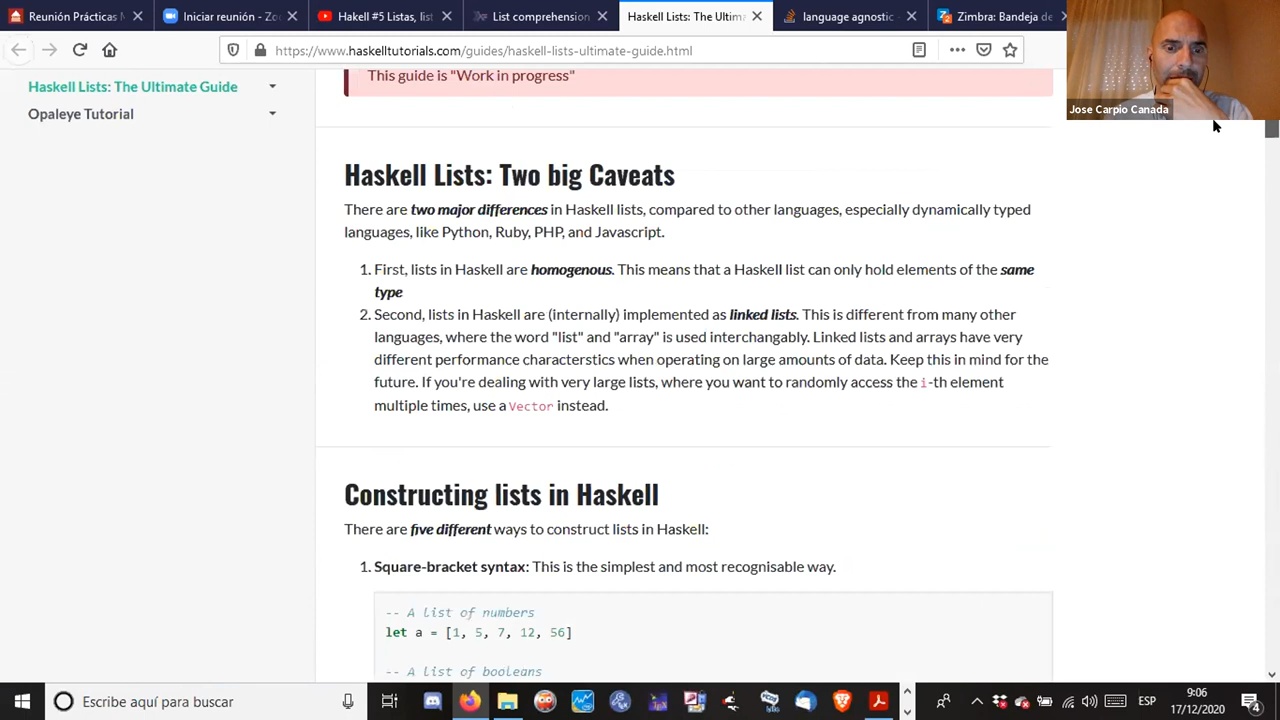 Reunión Prácticas M
Iniciar reunión - Zoo
Hakell #5 Listas, list
List comprehension
Haskell Lists: The Ultima
language agnostic -
Zimbra: Bandeja de
https://www.haskelltutorials.com/guides/haskell-lists-ultimate-guide.html
Jose Carpio Canada
Haskell Lists: The Ultimate Guide
Opaleye Tutorial
This guide is "Work in progress"
Haskell Lists: Two big Caveats
There are two major differences in Haskell lists, compared to other languages, especially dynamically typed
languages, like Python, Ruby, PHP, and Javascript.
1. First, lists in Haskell are homogenous. This means that a Haskell list can only hold elements of the same
type
2. Second, lists in Haskell are (internally) implemented as linked lists. This is different from many other
languages, where the word "list" and "array" is used interchangably. Linked lists and arrays have very
different performance characterstics when operating on large amounts of data. Keep this in mind for the
future. If you're dealing with very large lists, where you want to randomly access the i-th element
multiple times, use a Vector instead.
Constructing lists in Haskell
There are five different ways to construct lists in Haskell:
1. Square-bracket syntax: This is the simplest and most recognisable way.
-- A list of numbers
let a = [1, 5, 7, 12, 56]
-- A list of booleans
Escribe aquí para buscar
ESP
9:06
17/12/2020
4